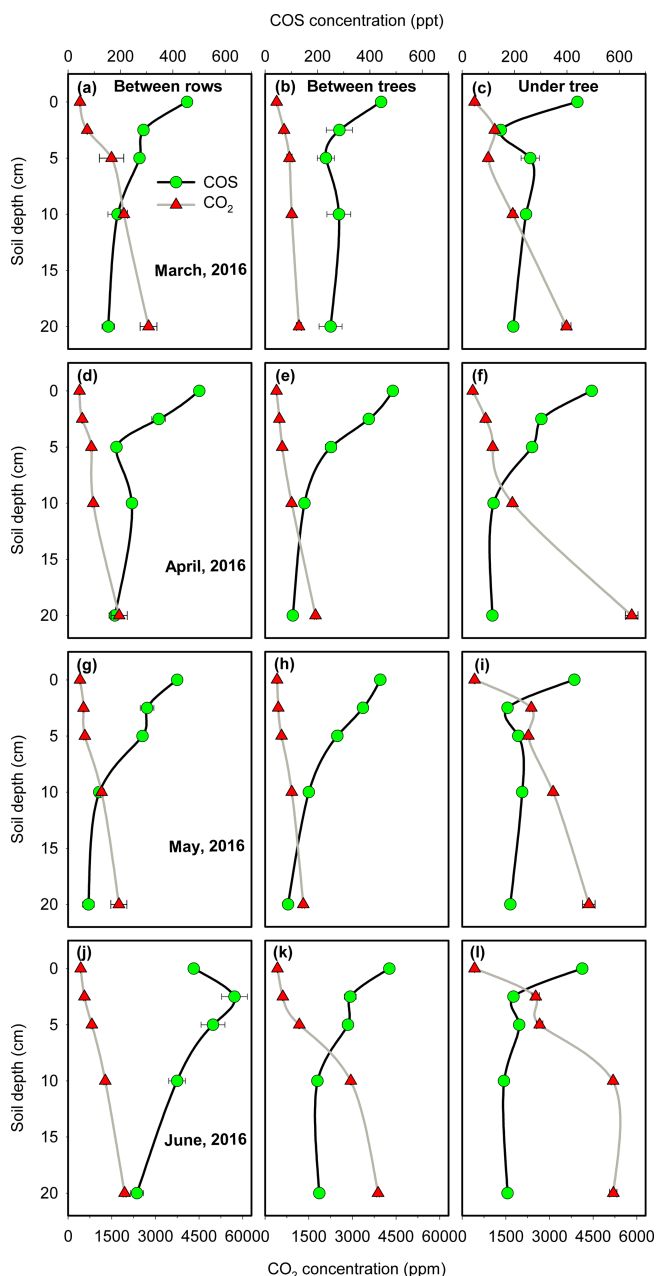 COS concentration (ppt)
0 200 400 600 0 200 400 600 0 200 400 600
(a) Between rows (b) Between trees (c) Under tree
0
5
10
15
20
Soil depth (cm)
COS
CO2
March, 2016
(d) (e) (f)
0
5
10
15
20
Soil depth (cm)
April, 2016
(g) (h) (i)
0
5
10
15
20
Soil depth (cm)
May, 2016
(j) (k) (l)
0
5
10
15
20
Soil depth (cm)
June, 2016
0 1500 3000 4500 6000 0 1500 3000 4500 6000 0 1500 3000 4500 6000
CO2 concentration (ppm)